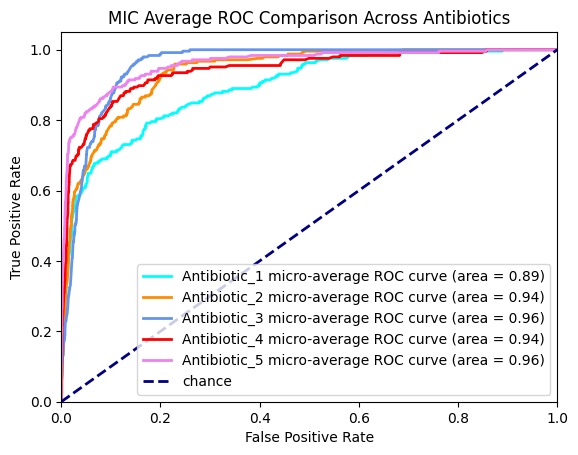 MIC Average ROC Comparison Across Antibiotics
True Positive Rate
1.0
0.8
0.6
0.4
0.2
0.0
Antibiotic_1 micro-average ROC curve (area = 0.89)
Antibiotic_2 micro-average ROC curve (area = 0.94)
Antibiotic_3 micro-average ROC curve (area = 0.96)
Antibiotic_4 micro-average ROC curve (area = 0.94)
Antibiotic_5 micro-average ROC curve (area = 0.96)
chance
0.0 0.2 0.4 0.6 0.8 1.0
False Positive Rate